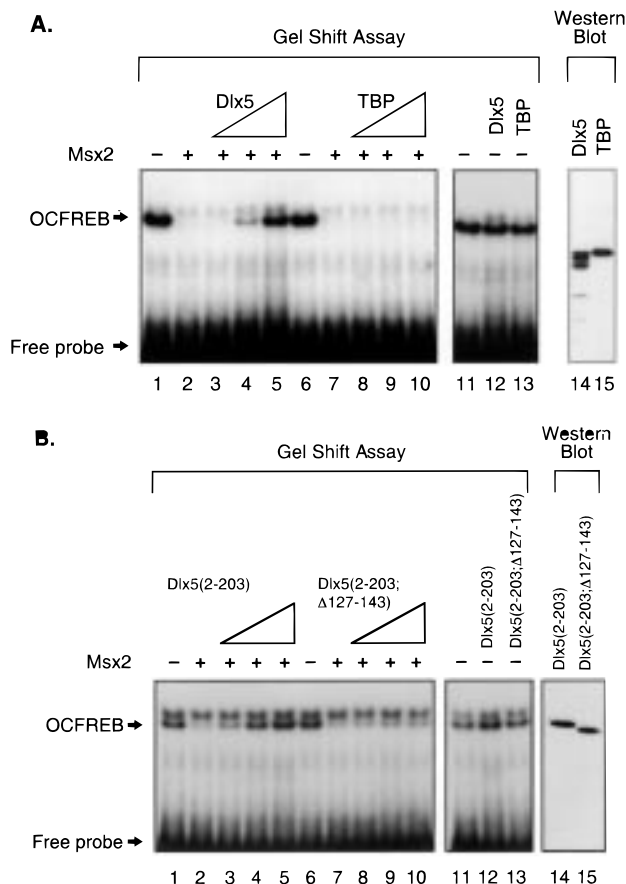 A.
Gel Shift Assay
Western
Blot
Dlx5
TBP
Dlx5
TBP
Dlx5
TBP
Msx2 – + + + + – + + + + – – –
OCFREB
Free probe
1 2 3 4 5 6 7 8 9 10 11 12 13 14 15
B.
Gel Shift Assay
Western
Blot
Dlx5(2-203)
Dlx5(2-203;
Δ127-143)
Dlx5(2-203)
Dlx5(2-203;Δ127-143)
Dlx5(2-203)
Dlx5(2-203;Δ127-143)
Msx2 – + + + + – + + + + – – –
OCFREB
Free probe
1 2 3 4 5 6 7 8 9 10 11 12 13 14 15